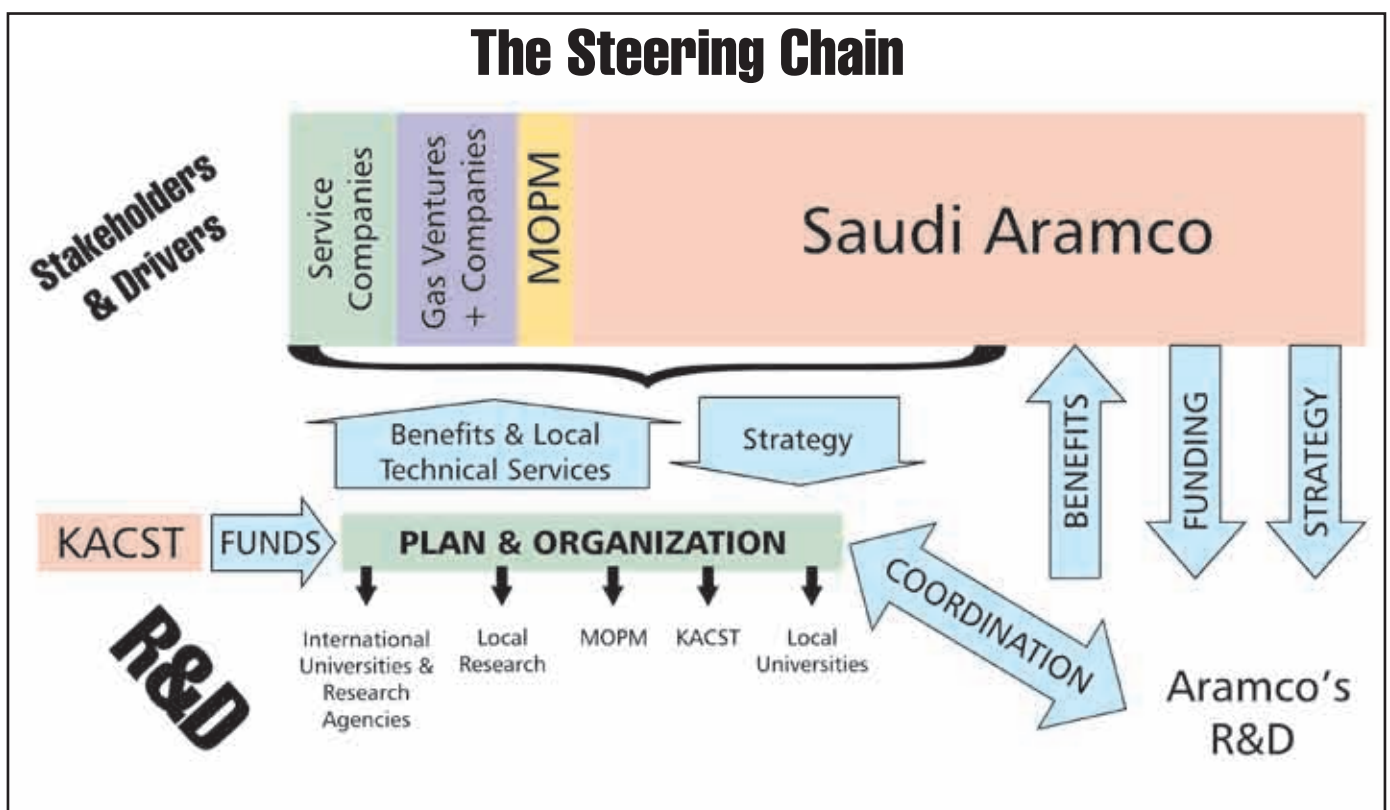 The Steering Chain
Stakeholders
& Drivers
Service
Companies
Gas Ventures
+ Companies
MOPM
Saudi Aramco
Benefits & Local
Technical Services
Strategy
BENEFITS
FUNDING
STRATEGY
KACST
FUNDS
PLAN & ORGANIZATION
COORDINATION
R&D
International
Universities &
Research
Agencies
Local
Research
MOPM
KACST
Local
Universities
Aramco’s
R&D